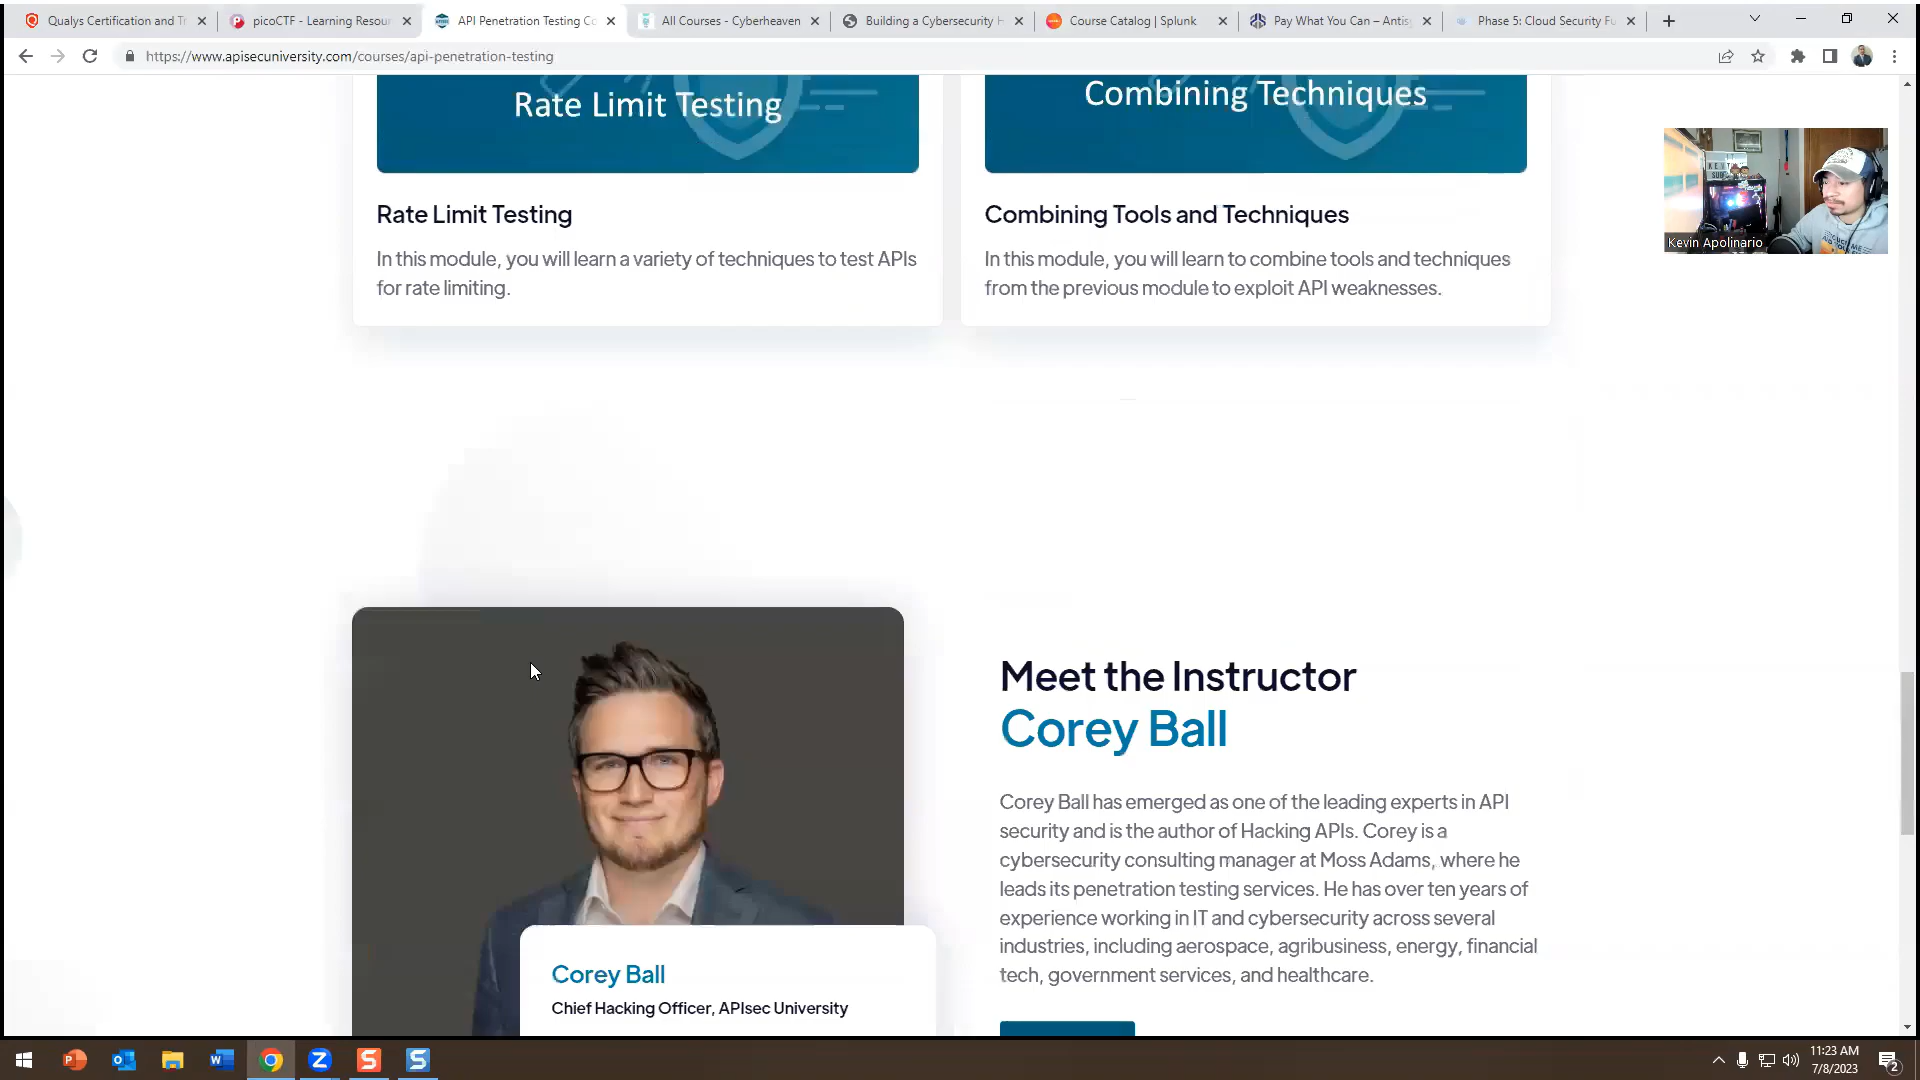 Qualys Certification and Tr
picoCTF - Learning Resour
API Penetration Testing Co
All Courses - Cyberheaven
Building a Cybersecurity H
Course Catalog | Splunk
Pay What You Can – Antis
Phase 5: Cloud Security Fu
https://www.apisecuniversity.com/courses/api-penetration-testing
Rate Limit Testing
Combining Techniques
Kevin Apolinario
Rate Limit Testing
In this module, you will learn a variety of techniques to test APIs
for rate limiting.
Combining Tools and Techniques
In this module, you will learn to combine tools and techniques
from the previous module to exploit API weaknesses.
Meet the Instructor
Corey Ball
Corey Ball has emerged as one of the leading experts in API
security and is the author of Hacking APIs. Corey is a
cybersecurity consulting manager at Moss Adams, where he
leads its penetration testing services. He has over ten years of
experience working in IT and cybersecurity across several
industries, including aerospace, agribusiness, energy, financial
tech, government services, and healthcare.
Corey Ball
Chief Hacking Officer, APIsec University
11:23 AM
7/8/2023
2